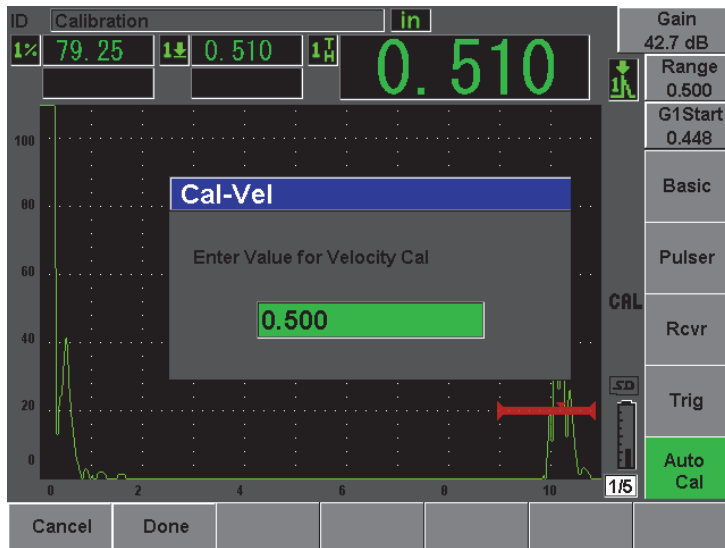 ID Calibration in
1% 79.25 1 0.510 1 T H 0.510
Gain
42.7 dB
Range
0.500
G1Start
0.448
Basic
Pulser
Rcvr
Trig
Auto
Cal
100
80
60
40
20
0
0 2 4 6 8 10
Cal-Vel
Enter Value for Velocity Cal
0.500
CAL
SD
1/5
1
Cancel Done